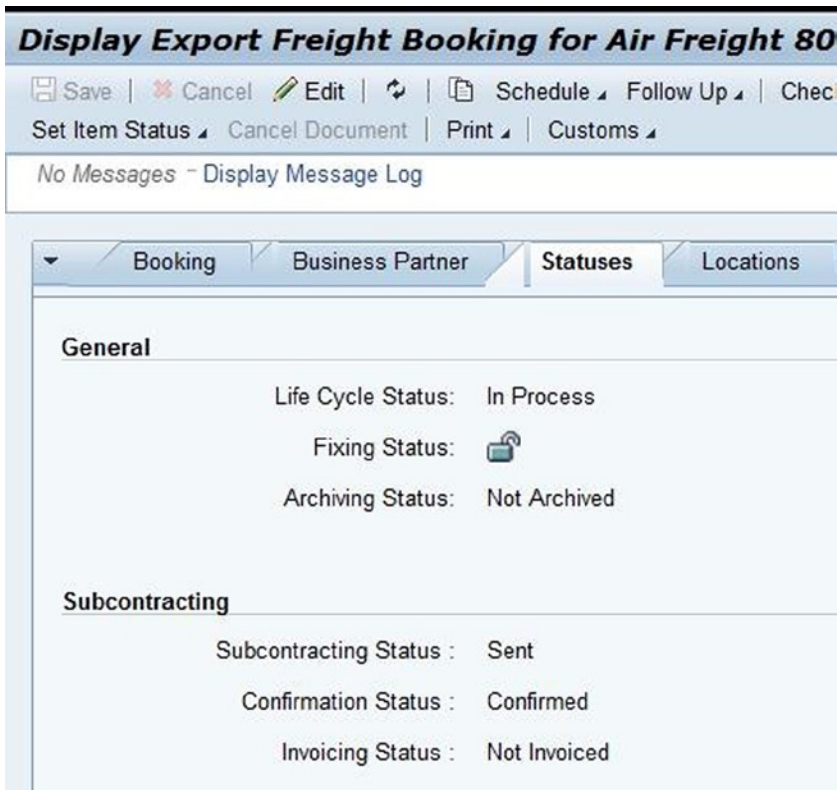 Display Export Freight Booking for Air Freight 80
Save | Cancel Edit | | Schedule Follow Up | Chec
Set Item Status Cancel Document | Print | Customs
No Messages - Display Message Log
Booking Business Partner Statuses Locations
General
Life Cycle Status: In Process
Fixing Status:
Archiving Status: Not Archived
Subcontracting
Subcontracting Status : Sent
Confirmation Status : Confirmed
Invoicing Status : Not Invoiced